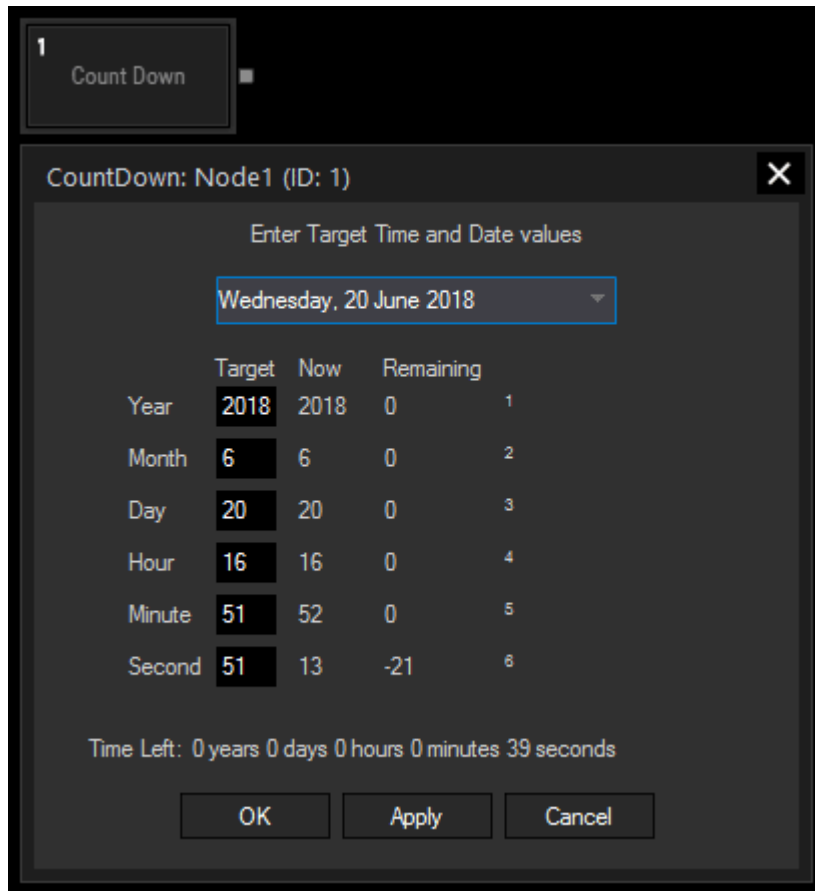 1
Count Down
CountDown: Node1 (ID: 1)
Enter Target Time and Date values
Wednesday, 20 June 2018
Target Now Remaining
Year 2018 2018 0 1
Month 6 6 0 2
Day 20 20 0 3
Hour 16 16 0 4
Minute 51 52 0 5
Second 51 13 -21 6
Time Left: 0 years 0 days 0 hours 0 minutes 39 seconds
OK Apply Cancel